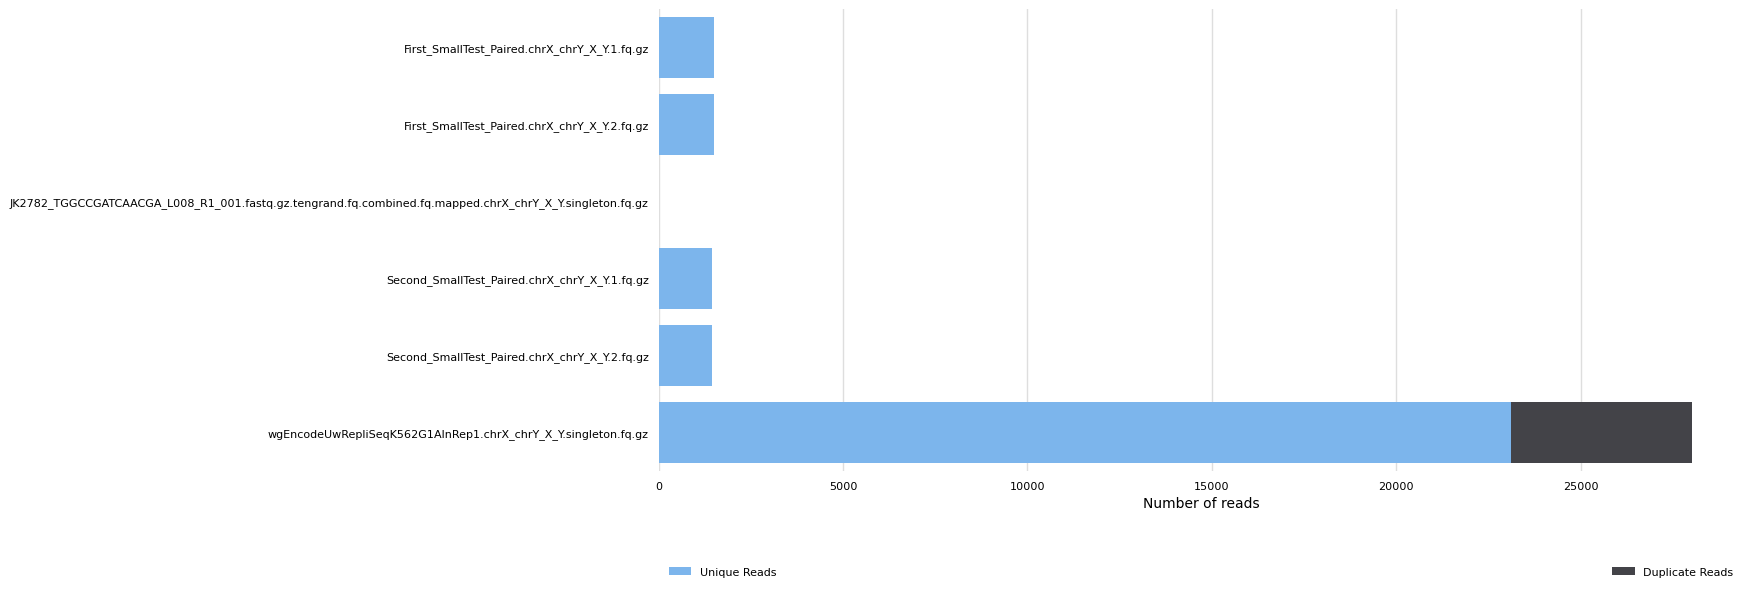 First_SmallTest_Paired.chrX_chrY_X_Y.1.fq.gz
First_SmallTest_Paired.chrX_chrY_X_Y.2.fq.gz
JK2782_TGGCCGATCAACGA_L008_R1_001.fastq.gz.tengrand.fq.combined.fq.mapped.chrX_chrY_X_Y.singleton.fq.gz
Second_SmallTest_Paired.chrX_chrY_X_Y.1.fq.gz
Second_SmallTest_Paired.chrX_chrY_X_Y.2.fq.gz
wgEncodeUwRepliSeqK562G1AlnRep1.chrX_chrY_X_Y.singleton.fq.gz
0 5000 10000 15000 20000 25000
Number of reads
Unique Reads Duplicate Reads